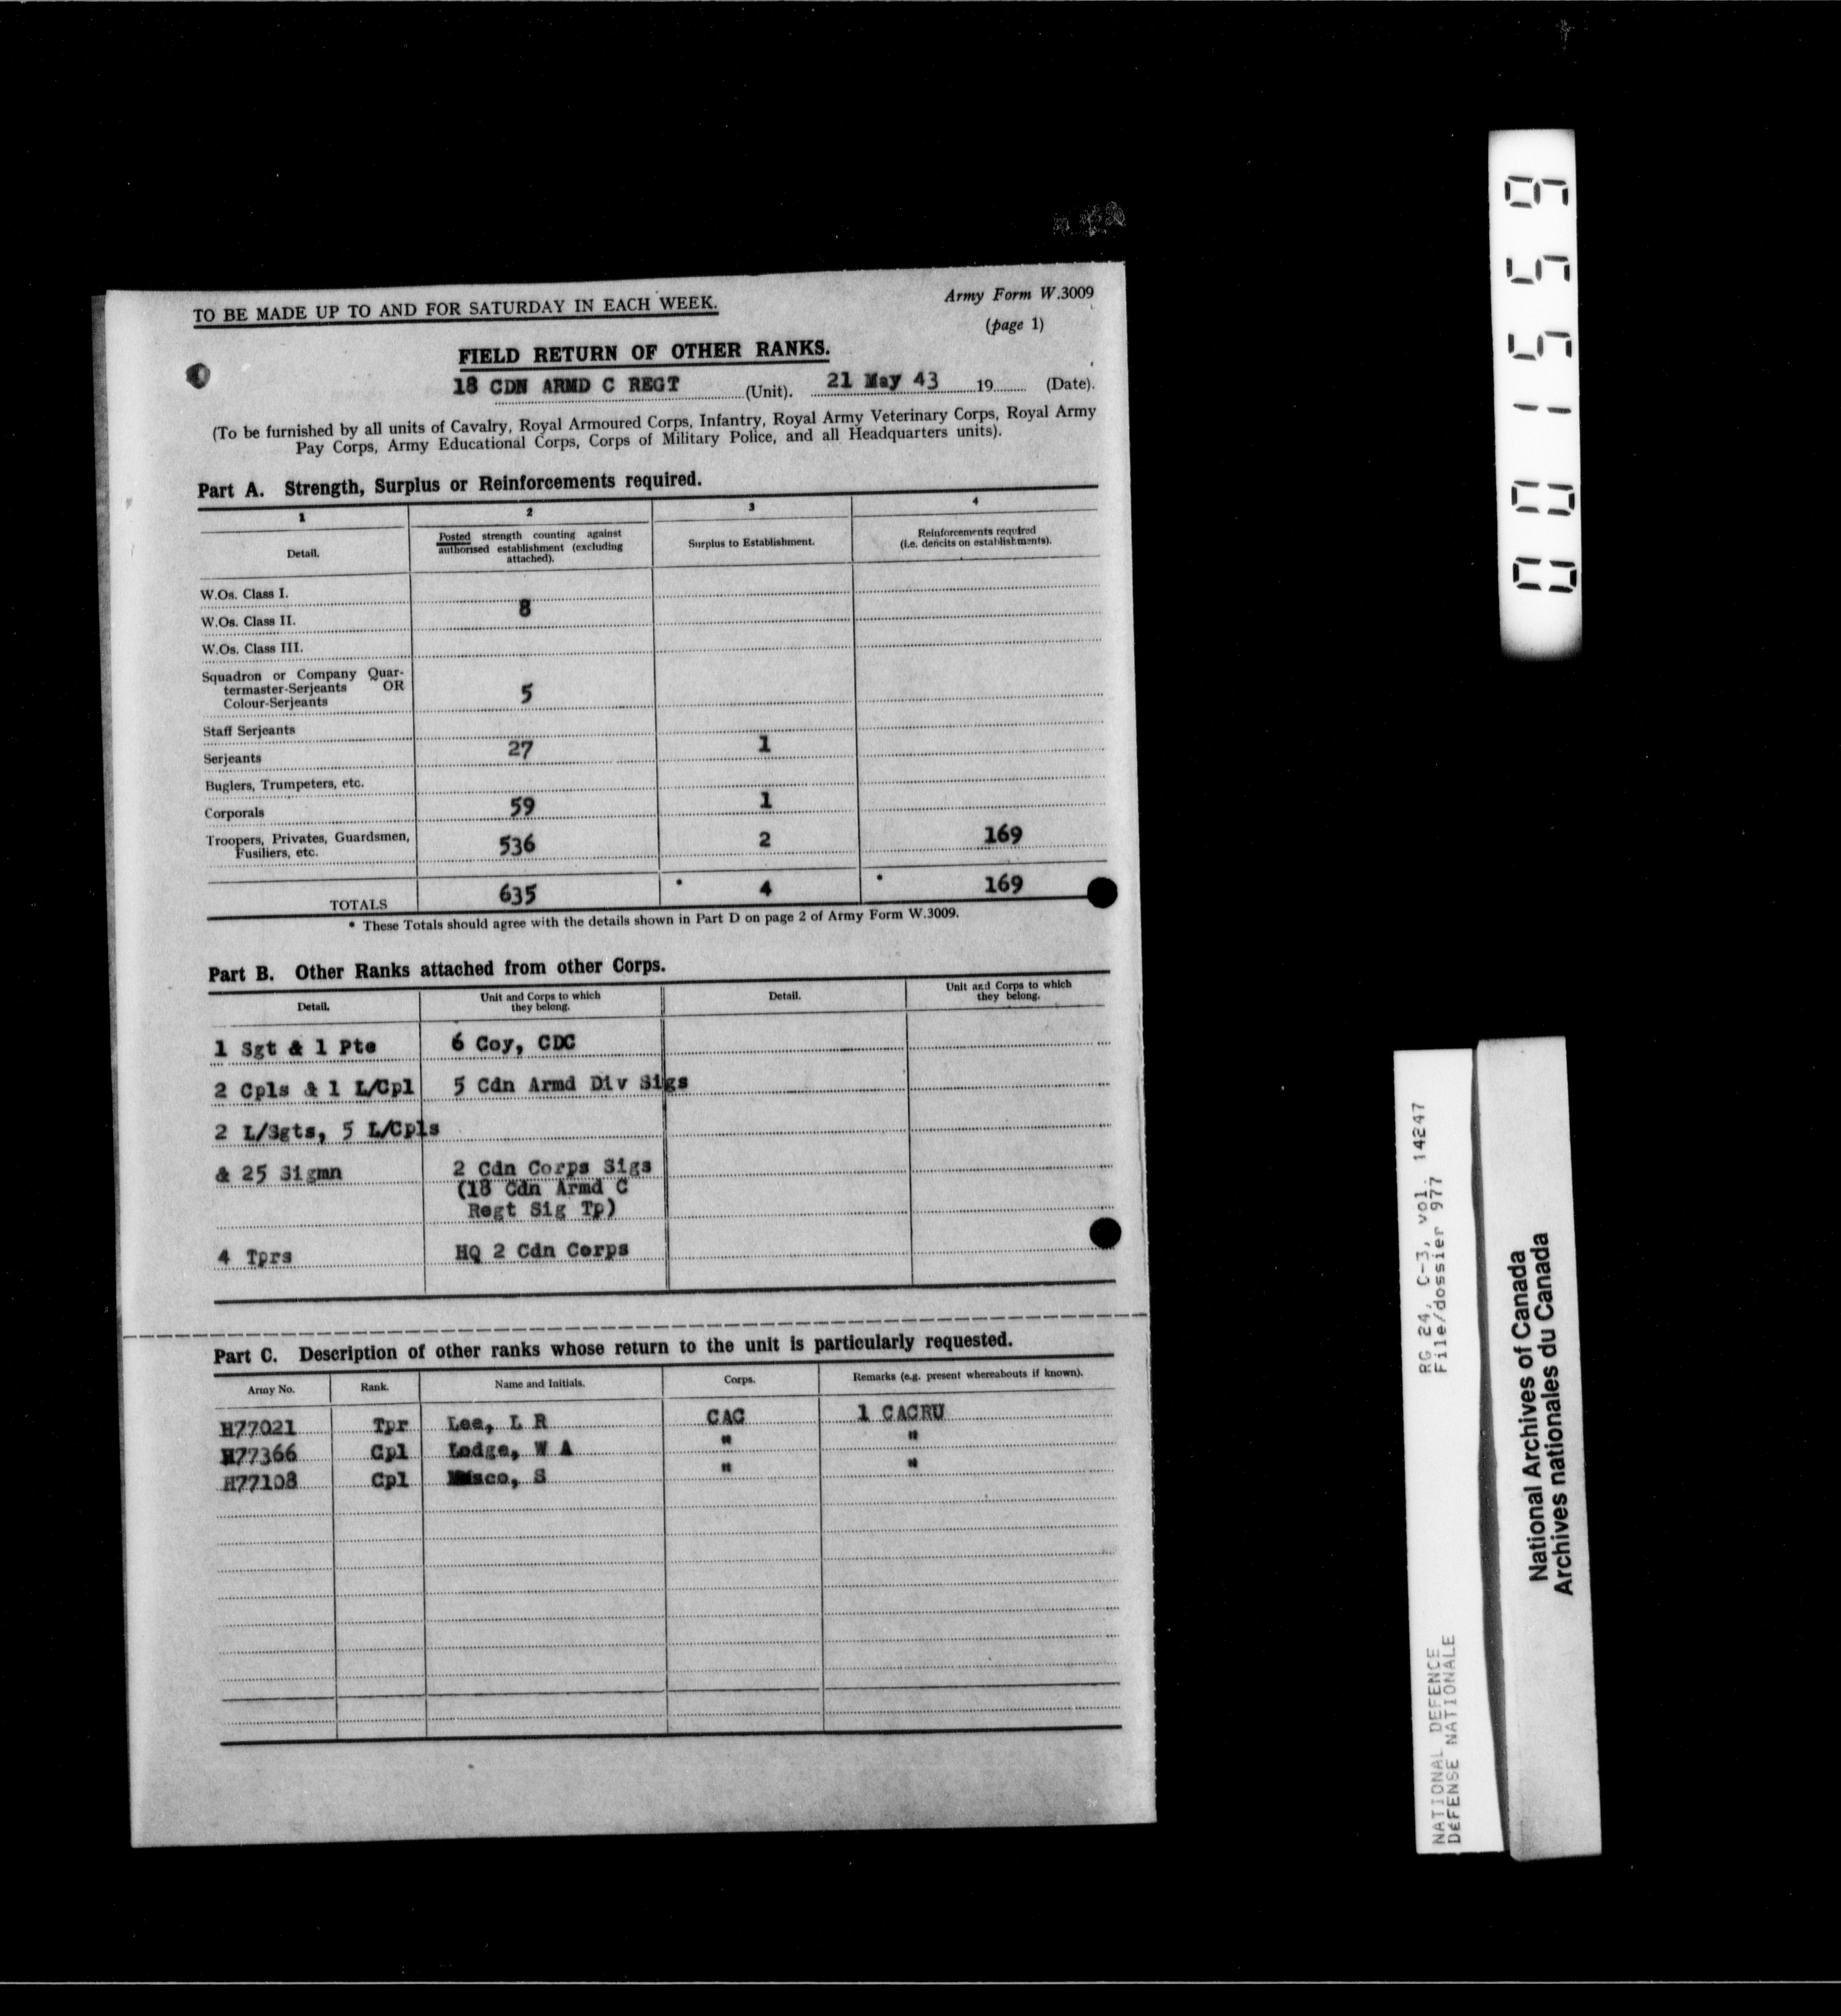 TO BE MADE UP TO AND FOR SATURDAY IN EACH WEEK.
Army Form W.3009
(page 1)
FIELD RETURN OF OTHER RANKS.
18 CDN ARMD C REGT (Unit). 21 May 43 19 (Date).
(To be furnished by all units of Cavalry, Royal Armoured Corps, Infantry, Royal Army Veterinary Corps, Royal Army
Pay Corps, Army Educational Corps, Corps of Military Police, and all Headquarters units).
Part A. Strength, Surplus or Reinforcements required.
1 2 3 4
Detail.
Posted strength counting against
authorised establishment (excluding
attached).
Surplus to Establishment.
Reinforcements required
(i.e. deficits on establishments).
W.Os. Class I.
8
W.Os. Class II.
W.Os. Class III.
Squadron or Company Quar-
termaster-Serjeants OR
Colour-Serjeants
5
Staff Serjeants
Serjeants 27 1
Buglers, Trumpeters, etc.
Corporals 59 1
Troopers, Privates, Guardsmen,
Fusiliers, etc.
536 2 169
TOTALS 635 • 4 • 169
• These Totals should agree with the details shown in Part D on page 2 of Army Form W.3009.
Part B. Other Ranks attached from other Corps.
Detail.
Unit and Corps to which
they belong.
Detail.
Unit and Corps to which
they belong.
1 Sgt & 1 Pte 6 Coy, CDC
2 Cpls & 1 L/Cpl 5 Cdn Armd Div Sigs
2 L/Sgts, 5 L/Cpls
& 25 Sigmn 2 Cdn Corps Sigs
(18 Cdn Armd C
Regt Sig Tp)
4 Tprs HQ 2 Cdn Corps
Part C. Description of other ranks whose return to the unit is particularly requested.
Army No. Rank. Name and Initials. Corps. Remarks (e.g. present whereabouts if known).
H77021 Tpr Lee, L R CAC 1 CACRU
H77366 Cpl Lodge, W A " "
H77108 Cpl S " "
001559
RG 24, C-3, vol. 14247
File/dossier 977
NATIONAL DEFENCE
DÉFENSE NATIONALE
National Archives of Canada
Archives nationales du Canada